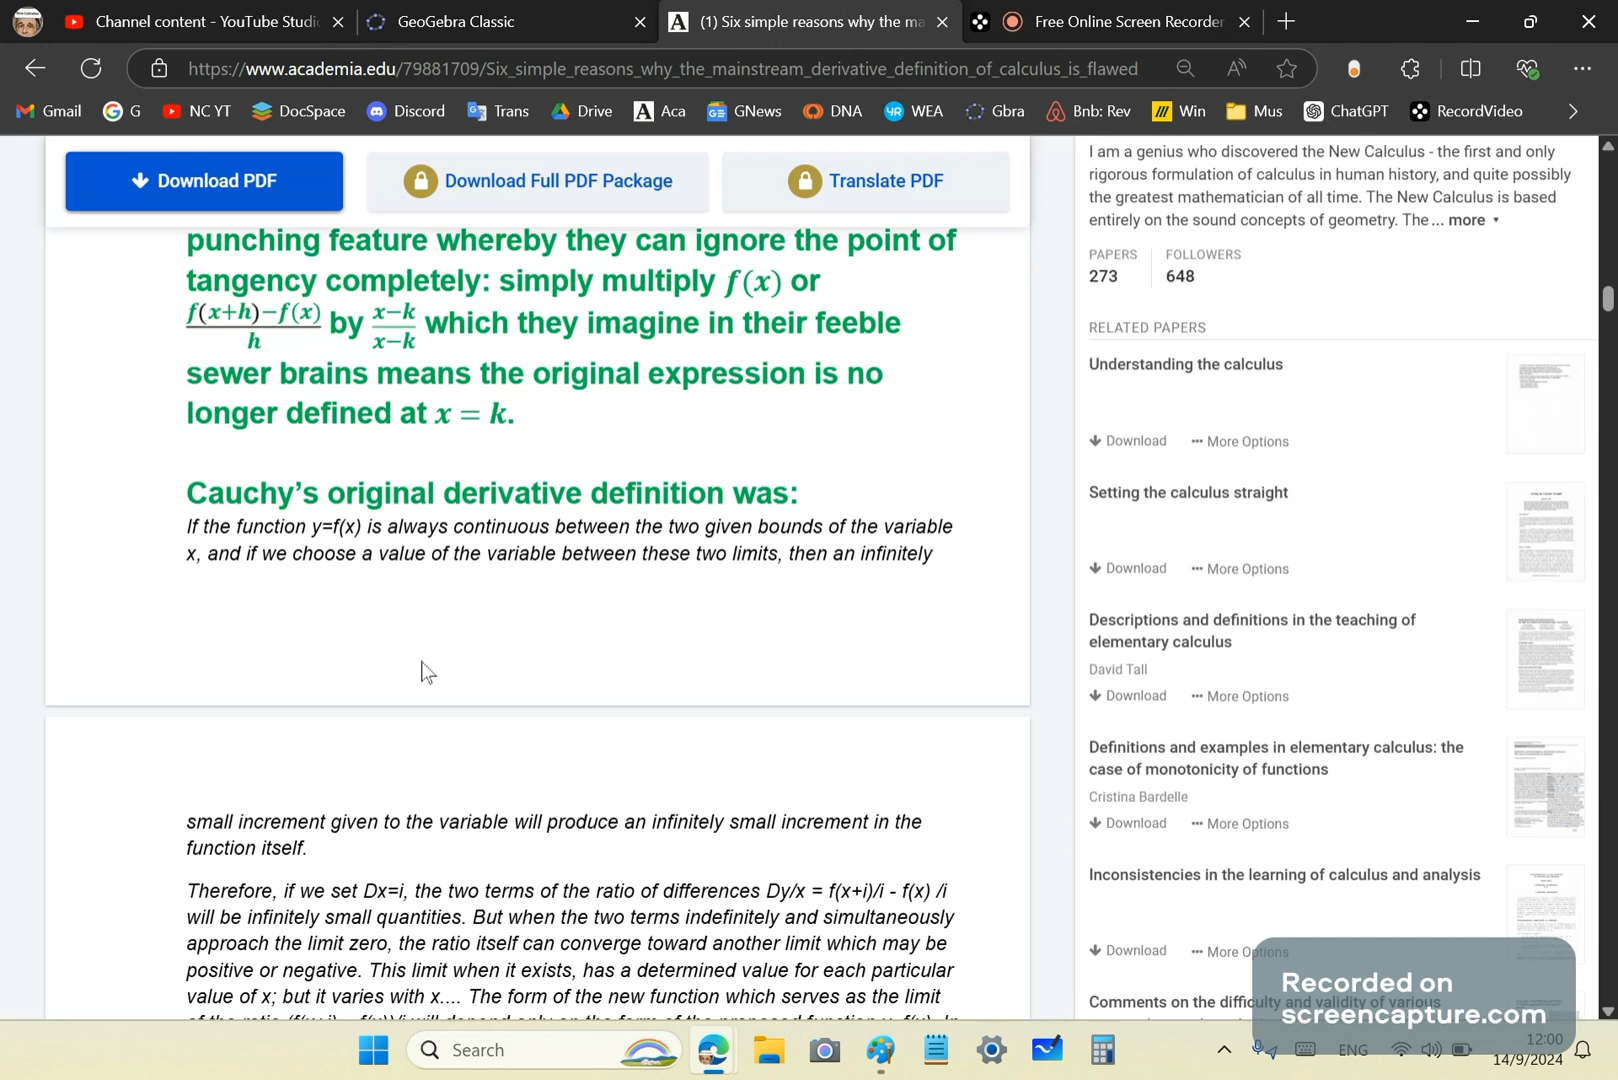 Channel content - YouTube Studi
GeoGebra Classic
(1) Six simple reasons why the ma
Free Online Screen Recorder
https://www.academia.edu/79881709/Six_simple_reasons_why_the_mainstream_derivative_definition_of_calculus_is_flawed
Gmail
G
NC YT
DocSpace
Discord
Trans
Drive
Aca
GNews
DNA
WEA
Gbra
Bnb: Rev
Win
Mus
ChatGPT
RecordVideo
Download PDF
Download Full PDF Package
Translate PDF
punching feature whereby they can ignore the point of
tangency completely: simply multiply f(x) or
f(x+h)−f(x)/h by x−k/x−k which they imagine in their feeble
sewer brains means the original expression is no
longer defined at x = k.
Cauchy's original derivative definition was:
If the function y=f(x) is always continuous between the two given bounds of the variable
x, and if we choose a value of the variable between these two limits, then an infinitely
small increment given to the variable will produce an infinitely small increment in the
function itself.
Therefore, if we set Dx=i, the two terms of the ratio of differences Dy/x = f(x+i)/i - f(x) /i
will be infinitely small quantities. But when the two terms indefinitely and simultaneously
approach the limit zero, the ratio itself can converge toward another limit which may be
positive or negative. This limit when it exists, has a determined value for each particular
value of x; but it varies with x.... The form of the new function which serves as the limit
I am a genius who discovered the New Calculus - the first and only
rigorous formulation of calculus in human history, and quite possibly
the greatest mathematician of all time. The New Calculus is based
entirely on the sound concepts of geometry. The ... more
PAPERS
273
FOLLOWERS
648
RELATED PAPERS
Understanding the calculus
Download
More Options
Setting the calculus straight
Download
More Options
Descriptions and definitions in the teaching of
elementary calculus
David Tall
Download
More Options
Definitions and examples in elementary calculus: the
case of monotonicity of functions
Cristina Bardelle
Download
More Options
Inconsistencies in the learning of calculus and analysis
Download
More Options
Comments on the difficulty and validity of various
Recorded on
screencapture.com
Search
ENG
12:00
14/9/2024